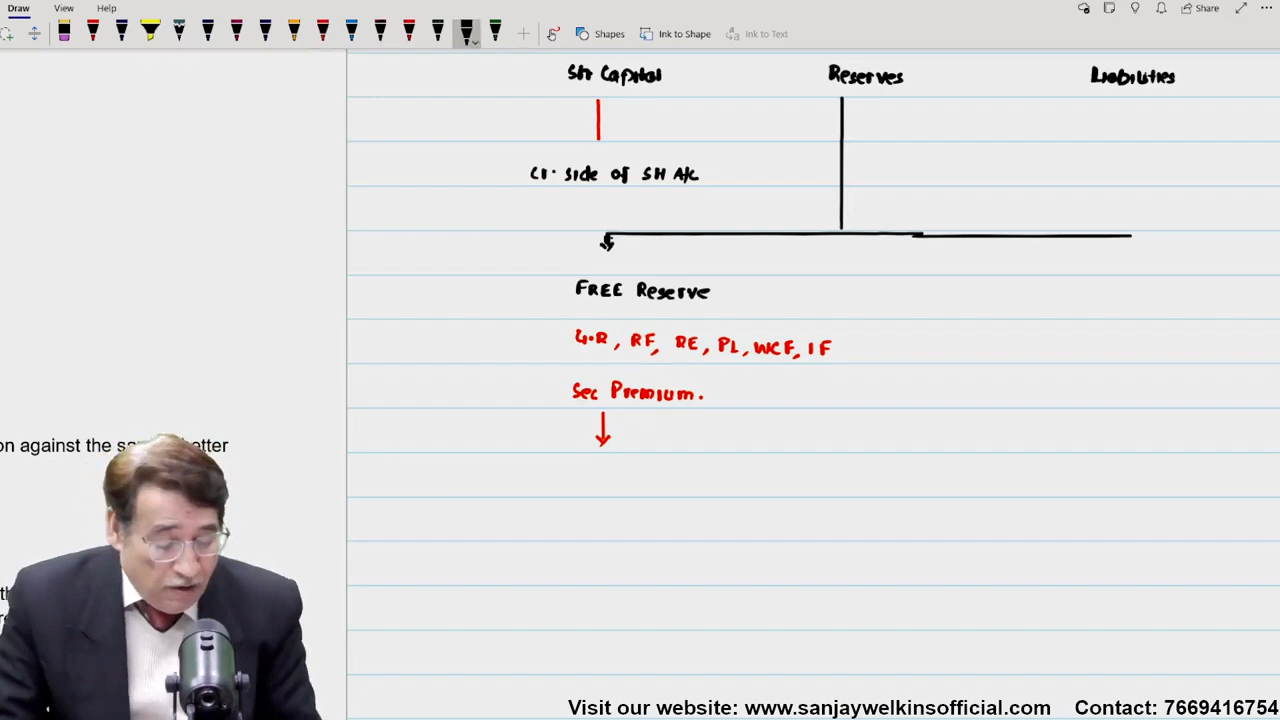 Draw View Help Share
Shapes Ink to Shape Ink to Text
Sh Capital Reserves Liabilities
Cr. side of SH A/C
FREE Reserve
G.R, RF, RE, PL, WCF, IF
Sec Premium.
on against the
Visit our website: www.sanjaywelkinsofficial.com Contact: 7669416754